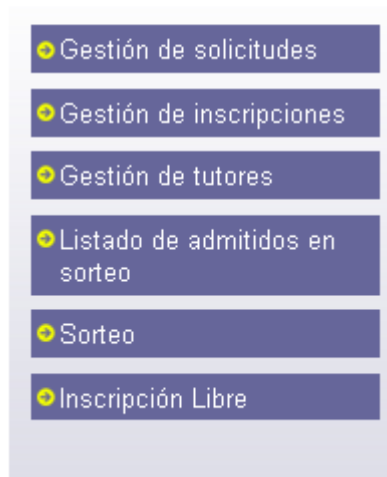 Gestión de solicitudes
Gestión de inscripciones
Gestión de tutores
Listado de admitidos en
sorteo
Sorteo
Inscripción Libre